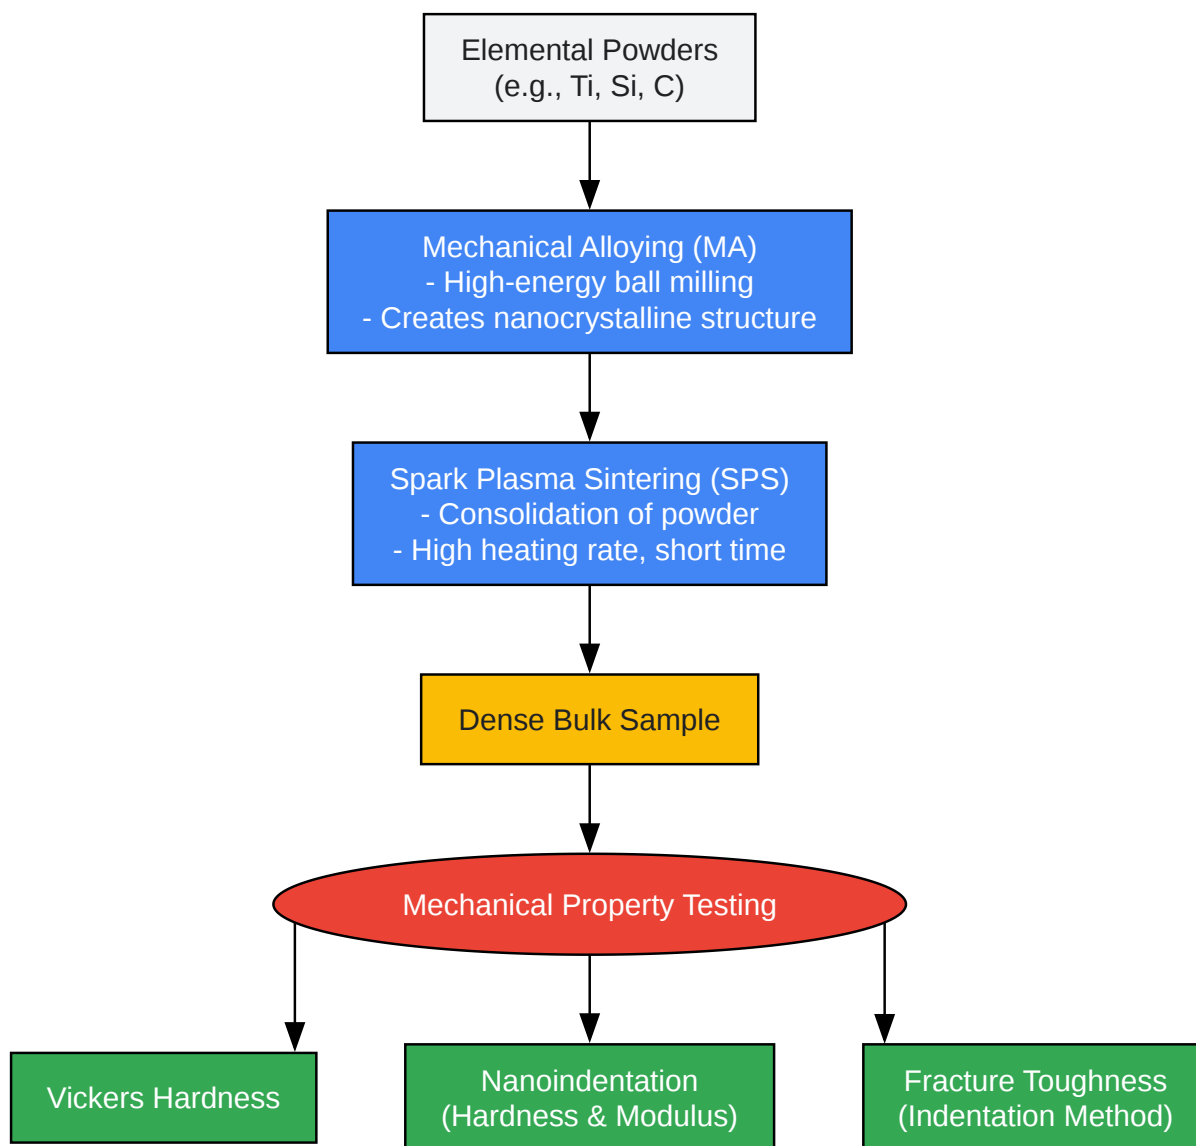 Elemental Powders
(e.g., Ti, Si, C)
Mechanical Alloying (MA)
- High-energy ball milling
- Creates nanocrystalline structure
Spark Plasma Sintering (SPS)
- Consolidation of powder
- High heating rate, short time
Dense Bulk Sample
Mechanical Property Testing
Vickers Hardness
Nanoindentation
(Hardness & Modulus)
Fracture Toughness
(Indentation Method)